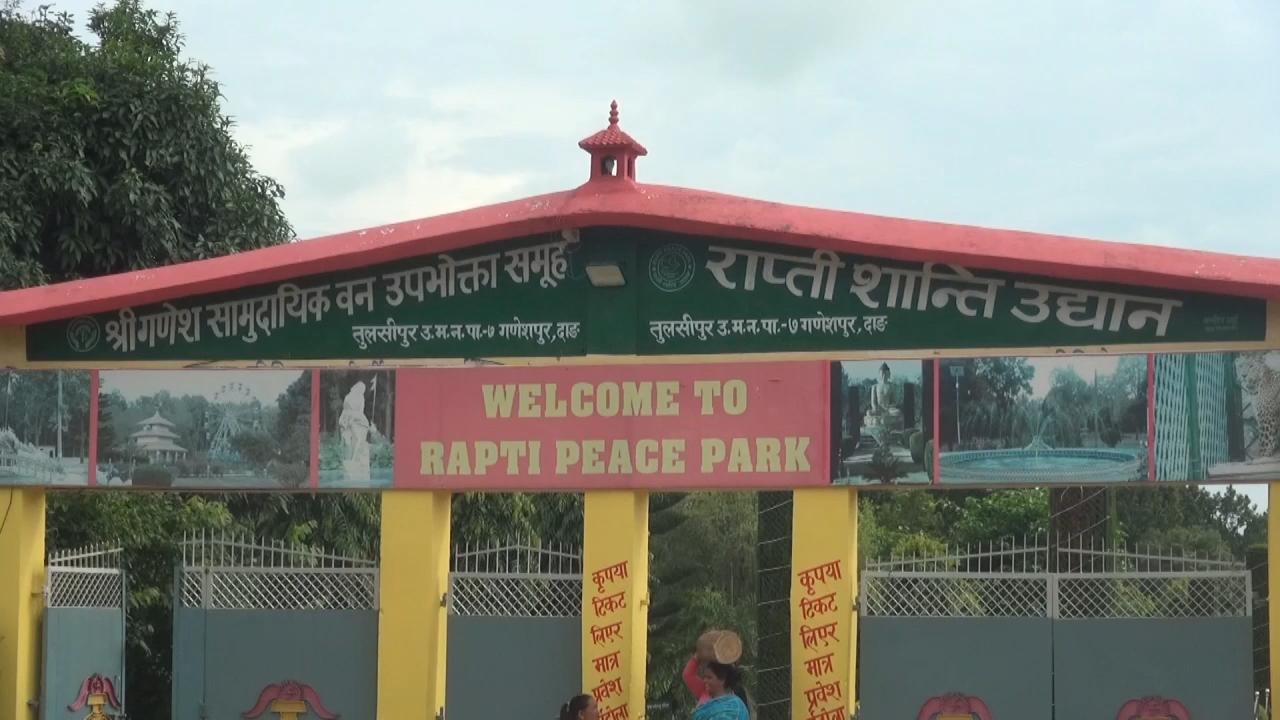 श्री गणेश सामुदायिक वन उपभोक्ता समूह
तुलसीपुर उ.म.न.पा.-७ गणेशपुर, दाङ
राप्ती शान्ति उद्यान
तुलसीपुर उ.म.न.पा.-७ गणेशपुर, दाङ
WELCOME TO
RAPTI PEACE PARK
कृपया
टिकट
लिएर
मात्र
प्रवेश
कृपया
टिकट
लिएर
मात्र
प्रवेश